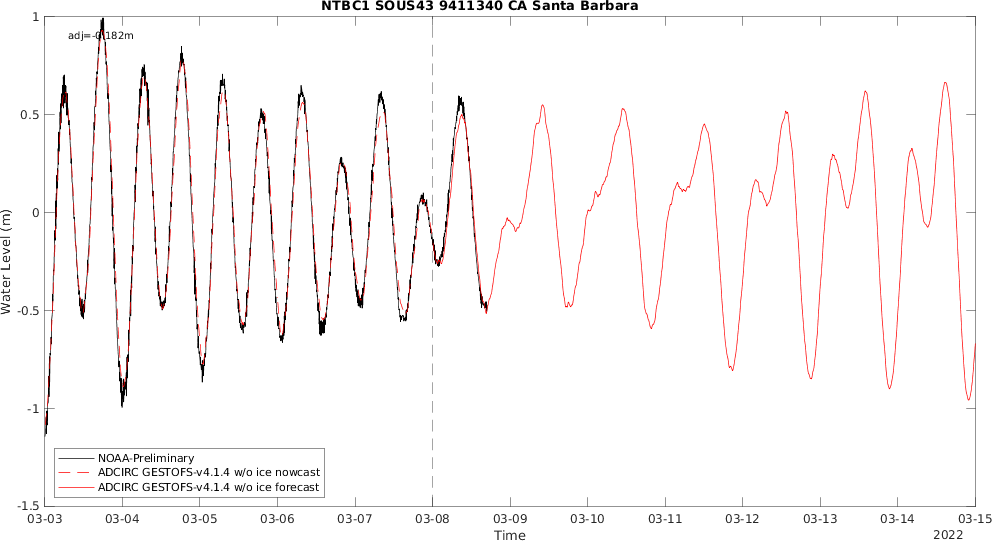 NTBC1 SOUS43 9411340 CA Santa Barbara
adj=-0.182m
1
0.5
0
-0.5
-1
-1.5
Water Level (m)
NOAA-Preliminary
ADCIRC GESTOFS-v4.1.4 w/o ice nowcast
ADCIRC GESTOFS-v4.1.4 w/o ice forecast
03-03 03-04 03-05 03-06 03-07 03-08 03-09 03-10 03-11 03-12 03-13 03-14 03-15
Time
2022